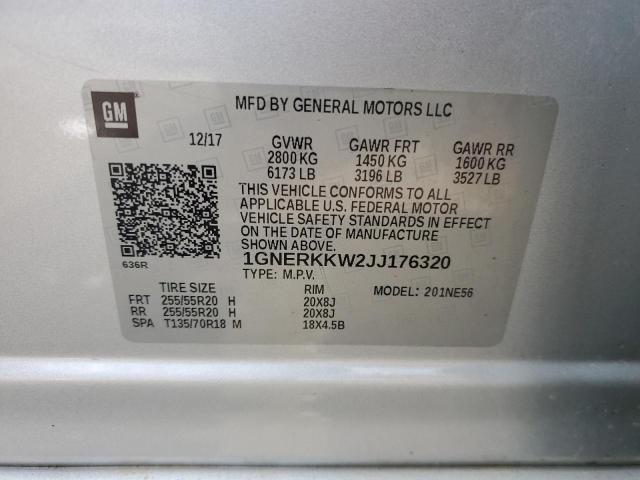 GM
MFD BY GENERAL MOTORS LLC
12/17 GVWR GAWR FRT GAWR RR
2800 KG 1450 KG 1600 KG
6173 LB 3196 LB 3527 LB
THIS VEHICLE CONFORMS TO ALL
APPLICABLE U.S. FEDERAL MOTOR
VEHICLE SAFETY STANDARDS IN EFFECT
ON THE DATE OF MANUFACTURE
SHOWN ABOVE.
636R
1GNERKKW2JJ176320
TYPE: M.P.V. MODEL: 201NE56
TIRE SIZE RIM
FRT 255/55R20 H 20X8J
RR 255/55R20 H 20X8J
SPA T135/70R18 M 18X4.5B